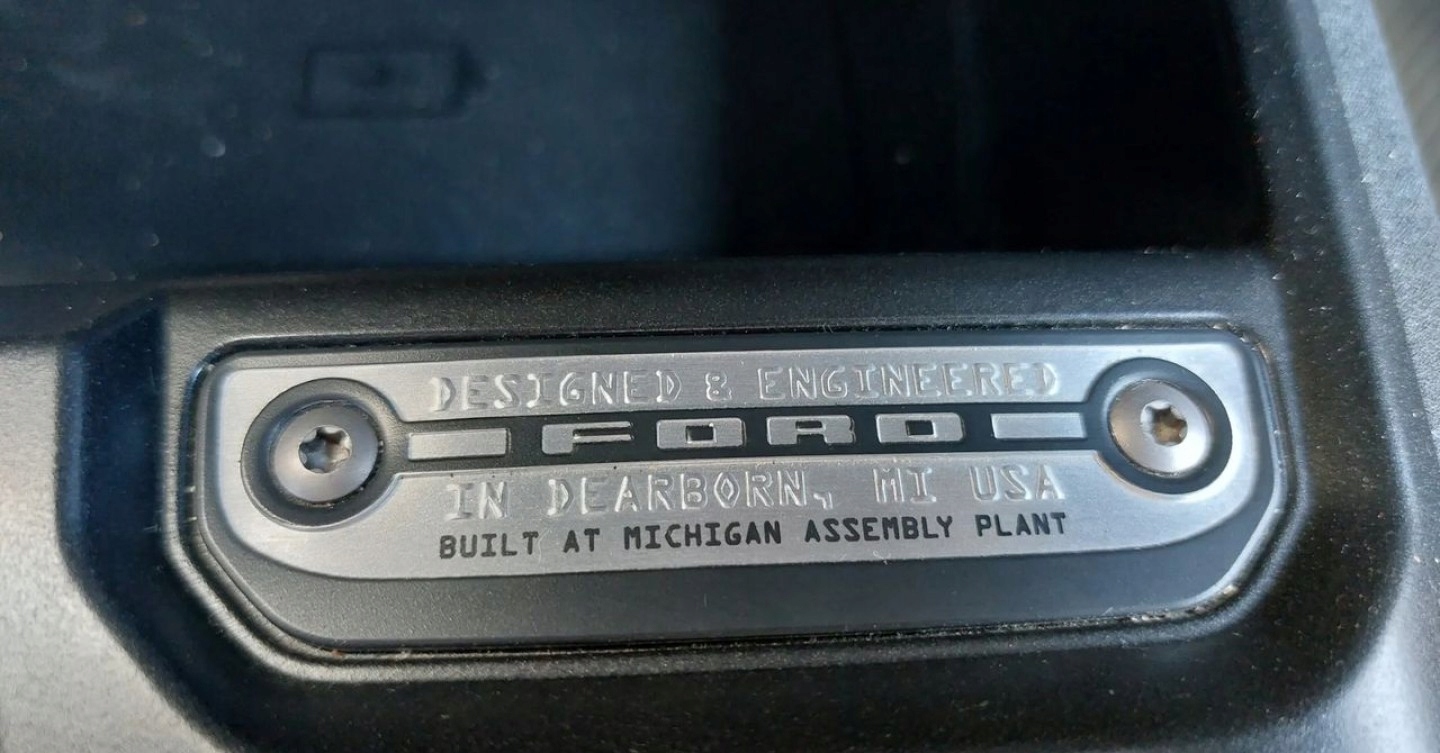 DESIGNED & ENGINEERED
FORD
IN DEARBORN, MI USA
BUILT AT MICHIGAN ASSEMBLY PLANT